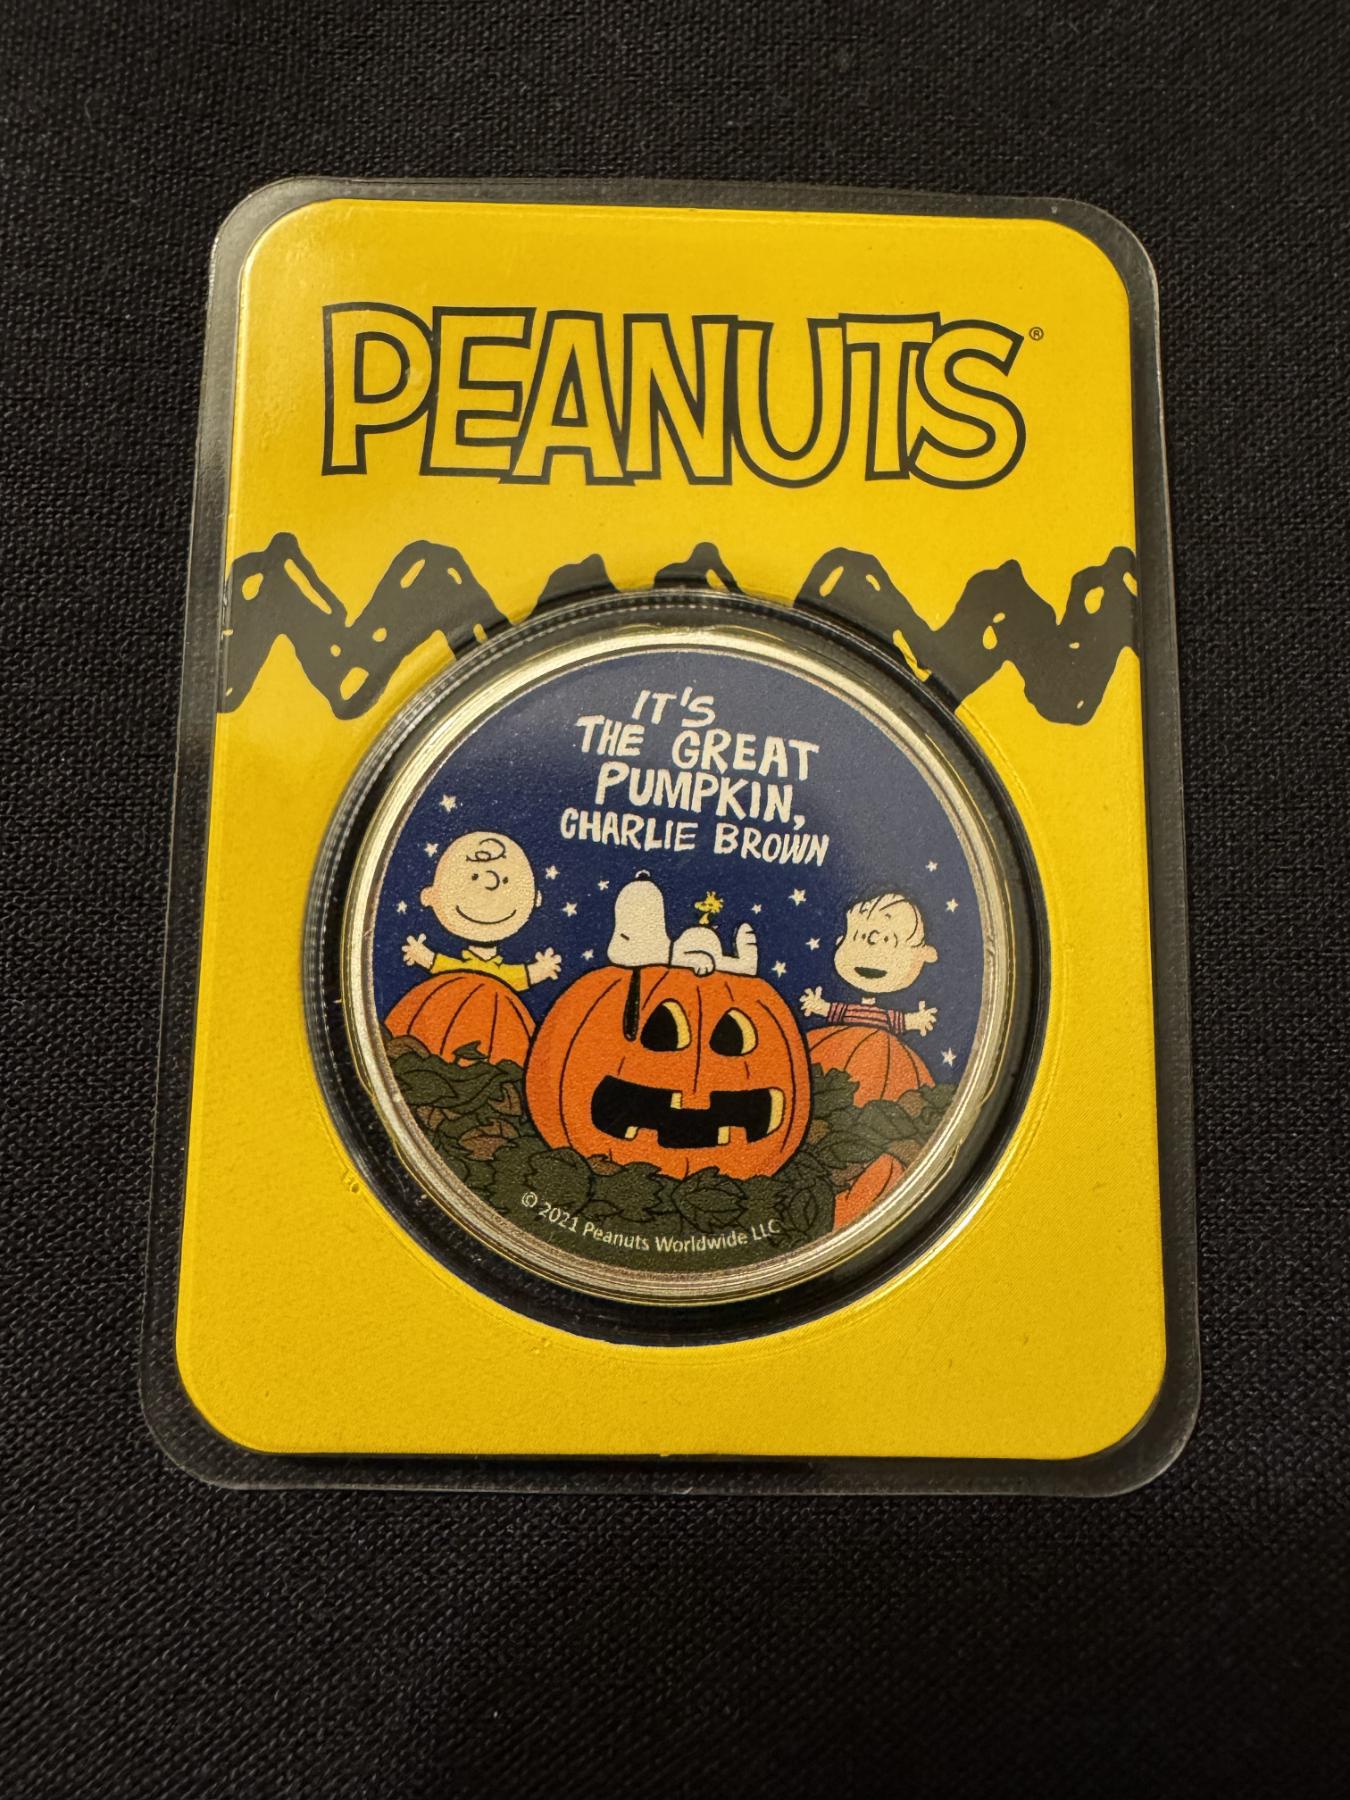 PEANUTS®
IT'S
THE GREAT
PUMPKIN,
CHARLIE BROWN
© 2021 Peanuts Worldwide LLC